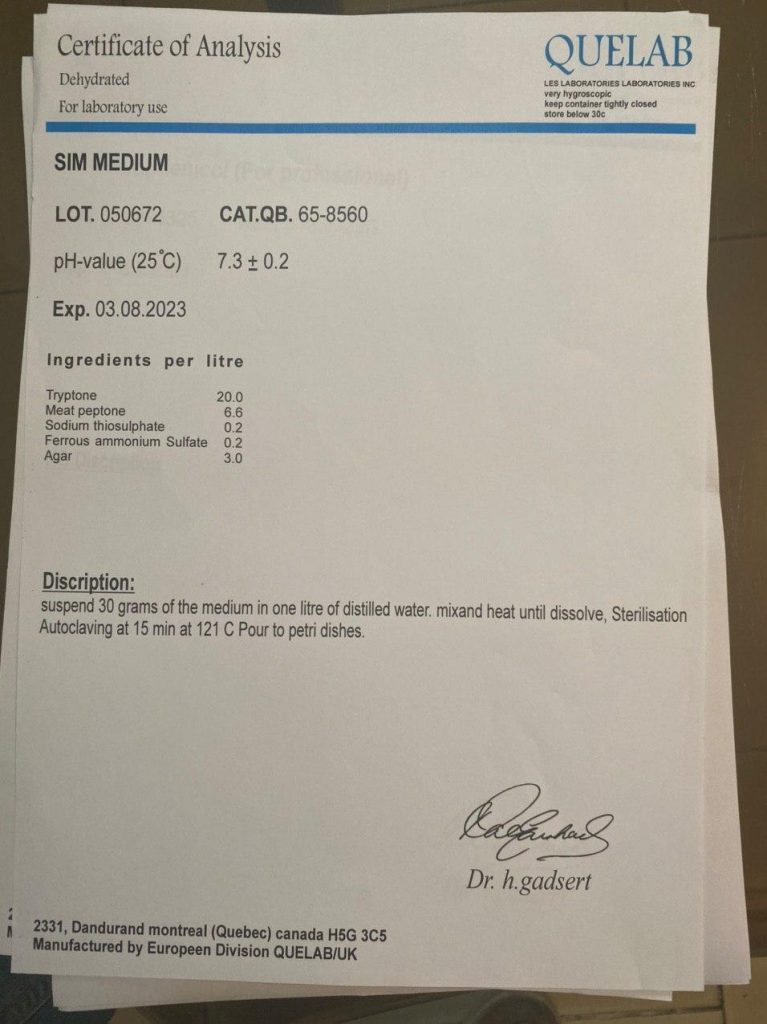 Certificate of Analysis
QUELAB
Dehydrated
For laboratory use
LES LABORATORIES LABORATORIES INC
very hygroscopic
keep container tightly closed
store below 30c
SIM MEDIUM
LOT. 050672 CAT.QB. 65-8560
pH-value (25°C) 7.3 ± 0.2
Exp. 03.08.2023
Ingredients per litre
Tryptone 20.0
Meat peptone 6.6
Sodium thiosulphate 0.2
Ferrous ammonium Sulfate 0.2
Agar 3.0
Discription:
suspend 30 grams of the medium in one litre of distilled water. mixand heat until dissolve, Sterilisation
Autoclaving at 15 min at 121 C Pour to petri dishes.
Dr. h.gadsert
2331, Dandurand montreal (Quebec) canada H5G 3C5
Manufactured by Europeen Division QUELAB/UK